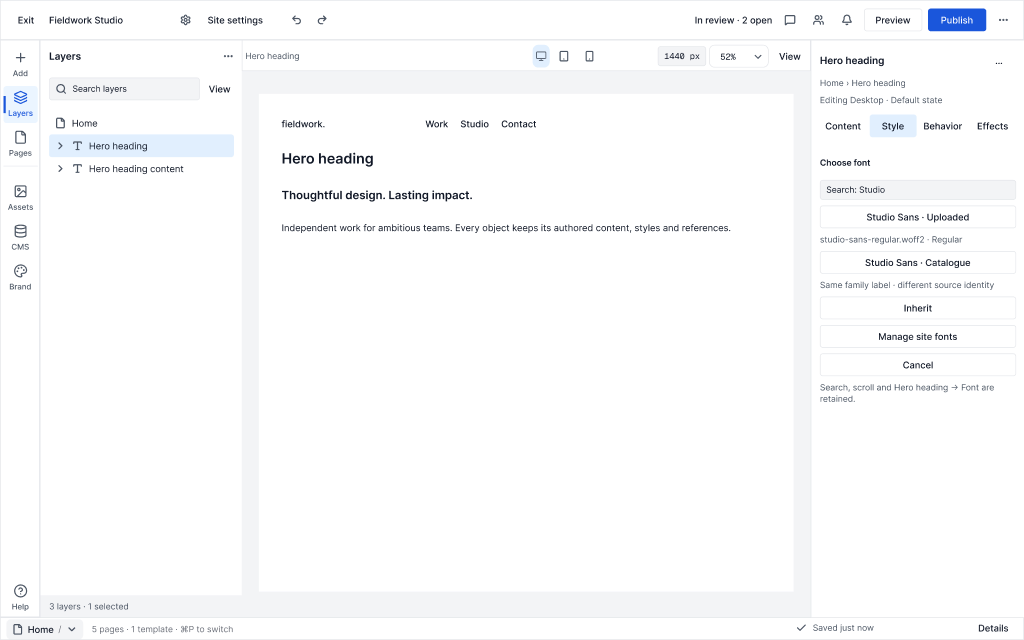 Exit Fieldwork Studio Site settings In review · 2 open Preview Publish
Add
Layers
Pages
Assets
CMS
Brand
Help
Layers
Search layers View
Home
Hero heading
Hero heading content
3 layers · 1 selected
Hero heading 1440 px 52% View
fieldwork. Work Studio Contact
Hero heading
Thoughtful design. Lasting impact.
Independent work for ambitious teams. Every object keeps its authored content, styles and references.
Hero heading ...
Home › Hero heading
Editing Desktop · Default state
Content Style Behavior Effects
Choose font
Search: Studio
Studio Sans · Uploaded
studio-sans-regular.woff2 · Regular
Studio Sans · Catalogue
Same family label · different source identity
Inherit
Manage site fonts
Cancel
Search, scroll and Hero heading → Font are
retained.
Home / 5 pages · 1 template · ⌘P to switch Saved just now Details